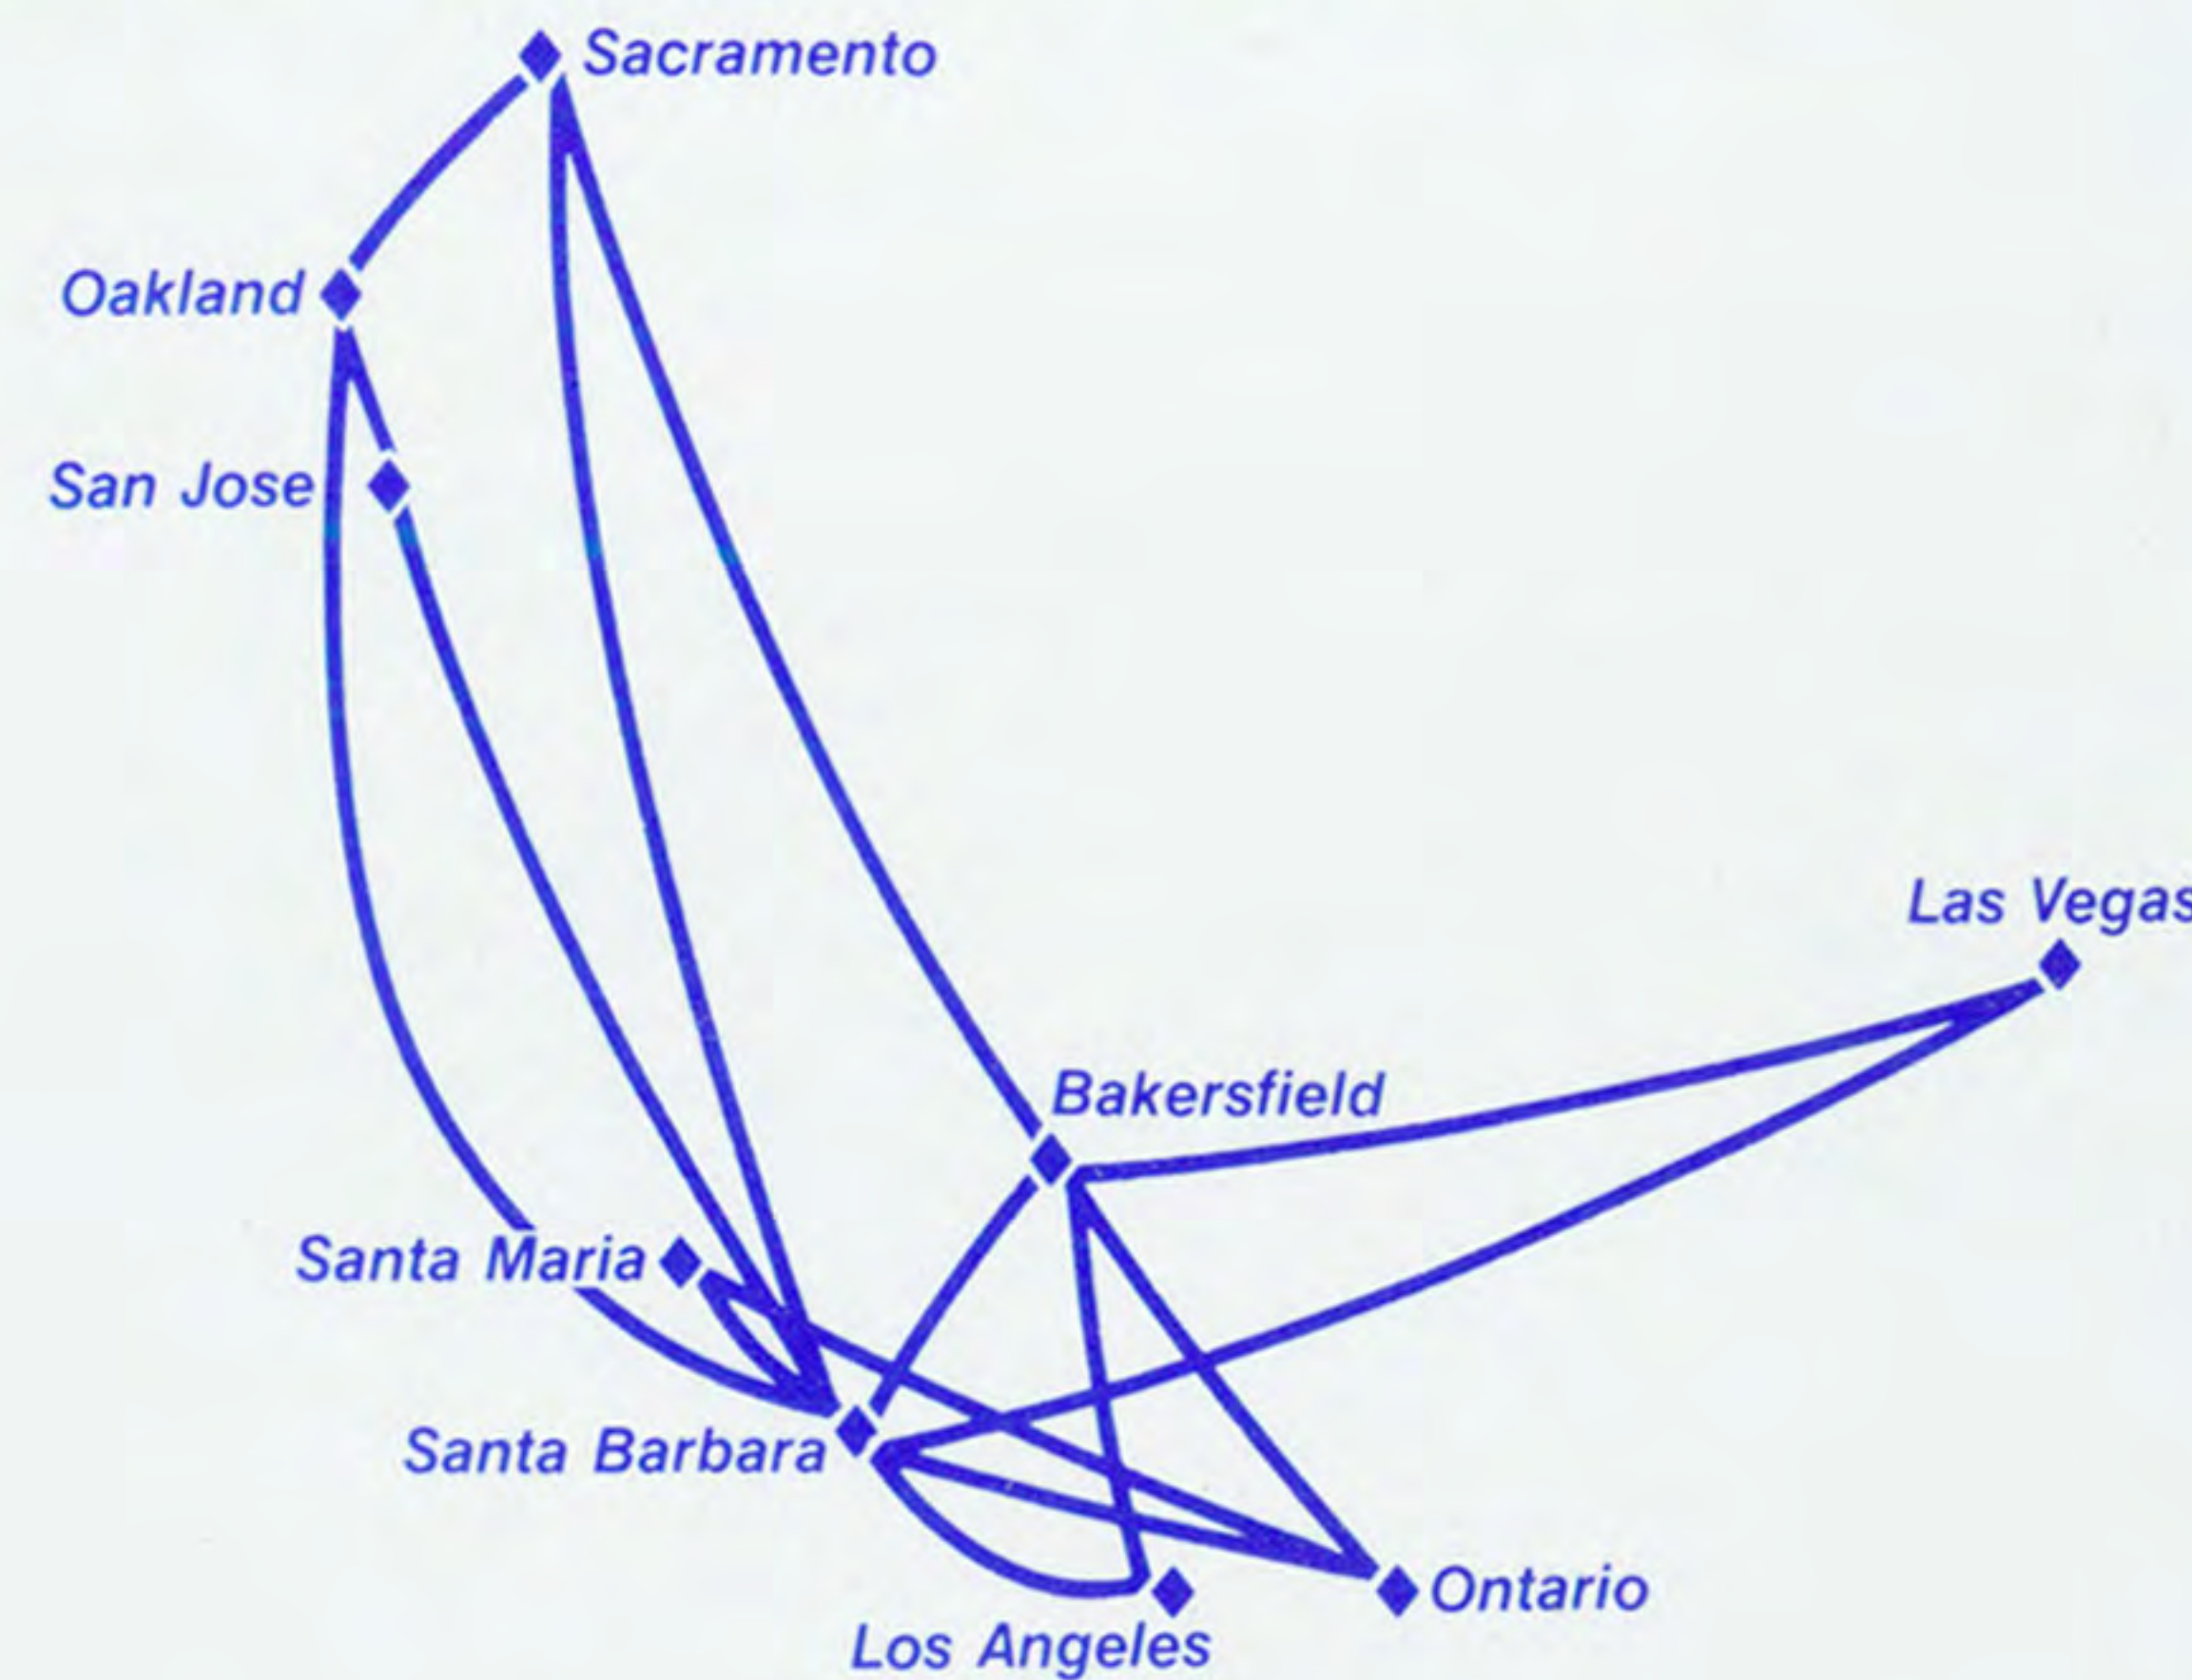 Sacramento
Oakland
San Jose
Las Vegas
Bakersfield
Santa Maria
Santa Barbara
Ontario
Los Angeles